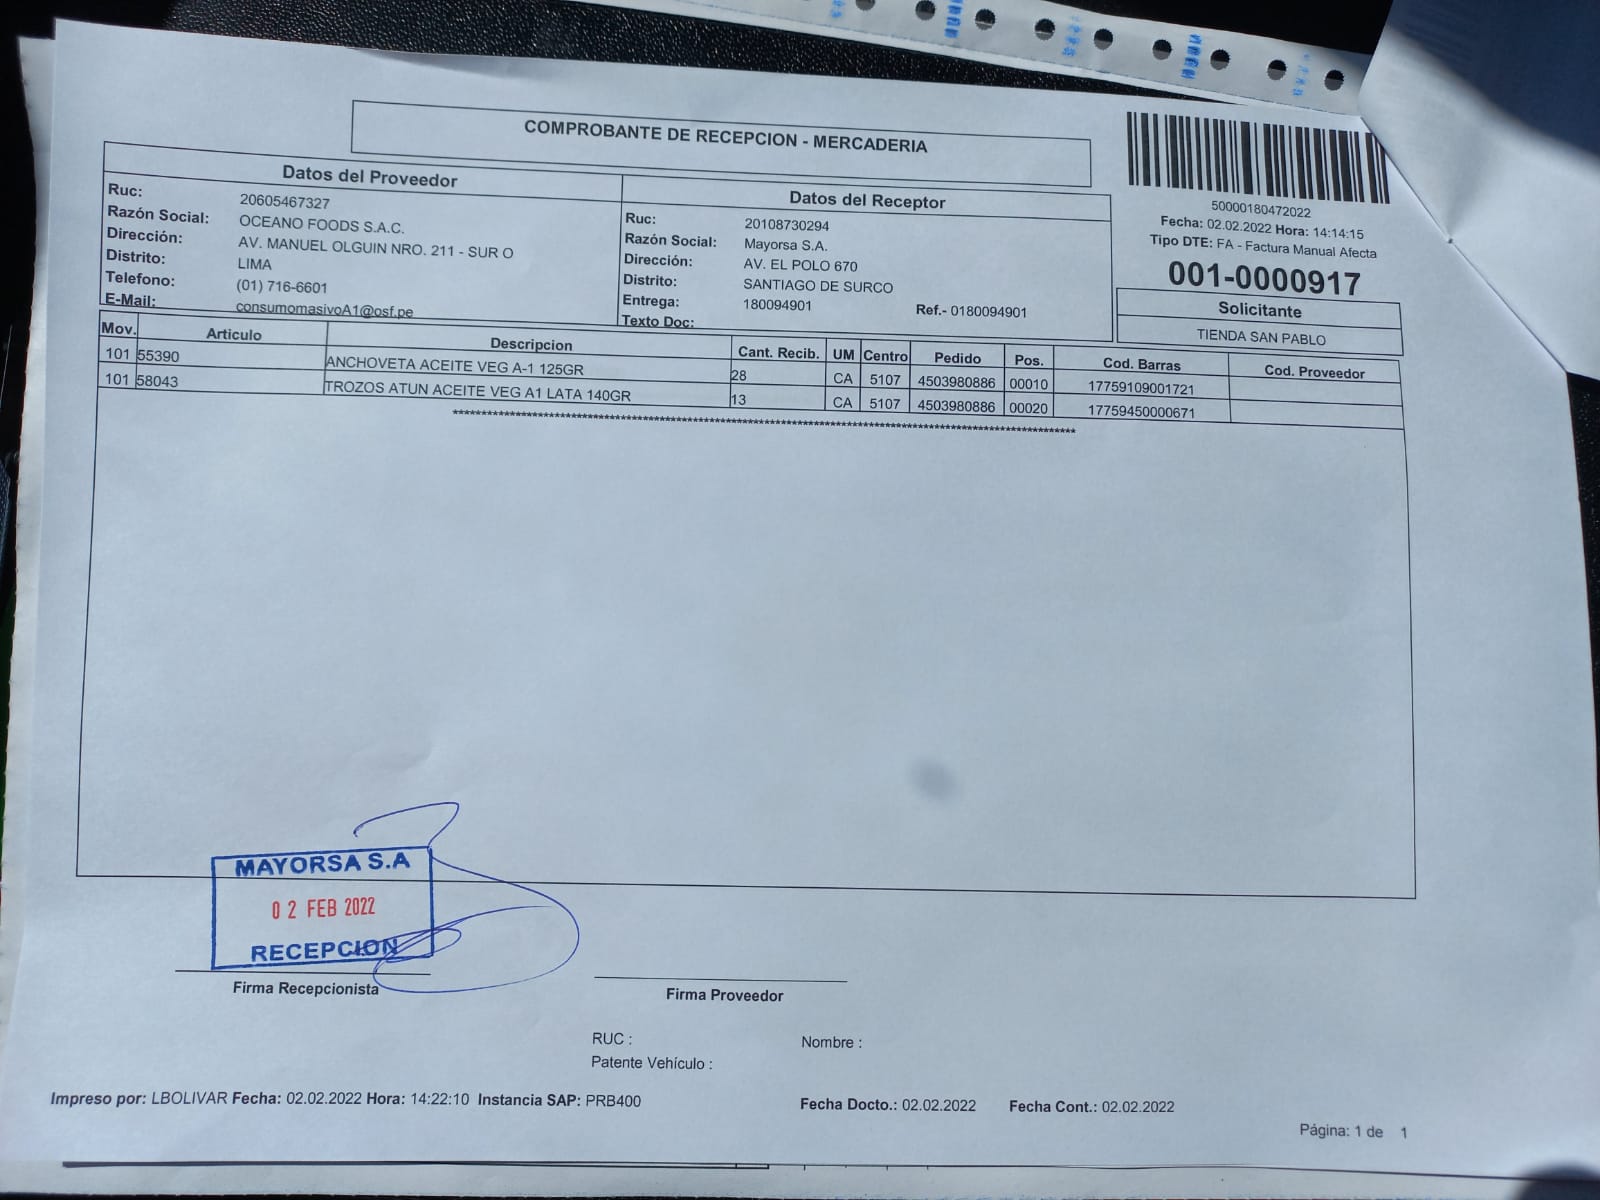 COMPROBANTE DE RECEPCION - MERCADERIA
50000180472022
Fecha: 02.02.2022 Hora: 14:14:15
Tipo DTE: FA - Factura Manual Afecta
001-0000917
Solicitante
TIENDA SAN PABLO
Datos del Proveedor
Ruc: 20605467327
Razón Social: OCEANO FOODS S.A.C.
Dirección: AV. MANUEL OLGUIN NRO. 211 - SUR O
Distrito: LIMA
Telefono: (01) 716-6601
E-Mail: consumomasivoA1@osf.pe
Datos del Receptor
Ruc: 20108730294
Razón Social: Mayorsa S.A.
Dirección: AV. EL POLO 670
Distrito: SANTIAGO DE SURCO
Entrega: 180094901 Ref.- 0180094901
Texto Doc:
Mov. Articulo Descripcion Cant. Recib. UM Centro Pedido Pos. Cod. Barras Cod. Proveedor
101 55390 ANCHOVETA ACEITE VEG A-1 125GR 28 CA 5107 4503980886 00010 17759109001721
101 58043 TROZOS ATUN ACEITE VEG A1 LATA 140GR 13 CA 5107 4503980886 00020 17759450000671
MAYORSA S.A
02 FEB 2022
RECEPCION
Firma Recepcionista
Firma Proveedor
RUC : Nombre :
Patente Vehículo :
Impreso por: LBOLIVAR Fecha: 02.02.2022 Hora: 14:22:10 Instancia SAP: PRB400
Fecha Docto.: 02.02.2022 Fecha Cont.: 02.02.2022
Página: 1 de 1